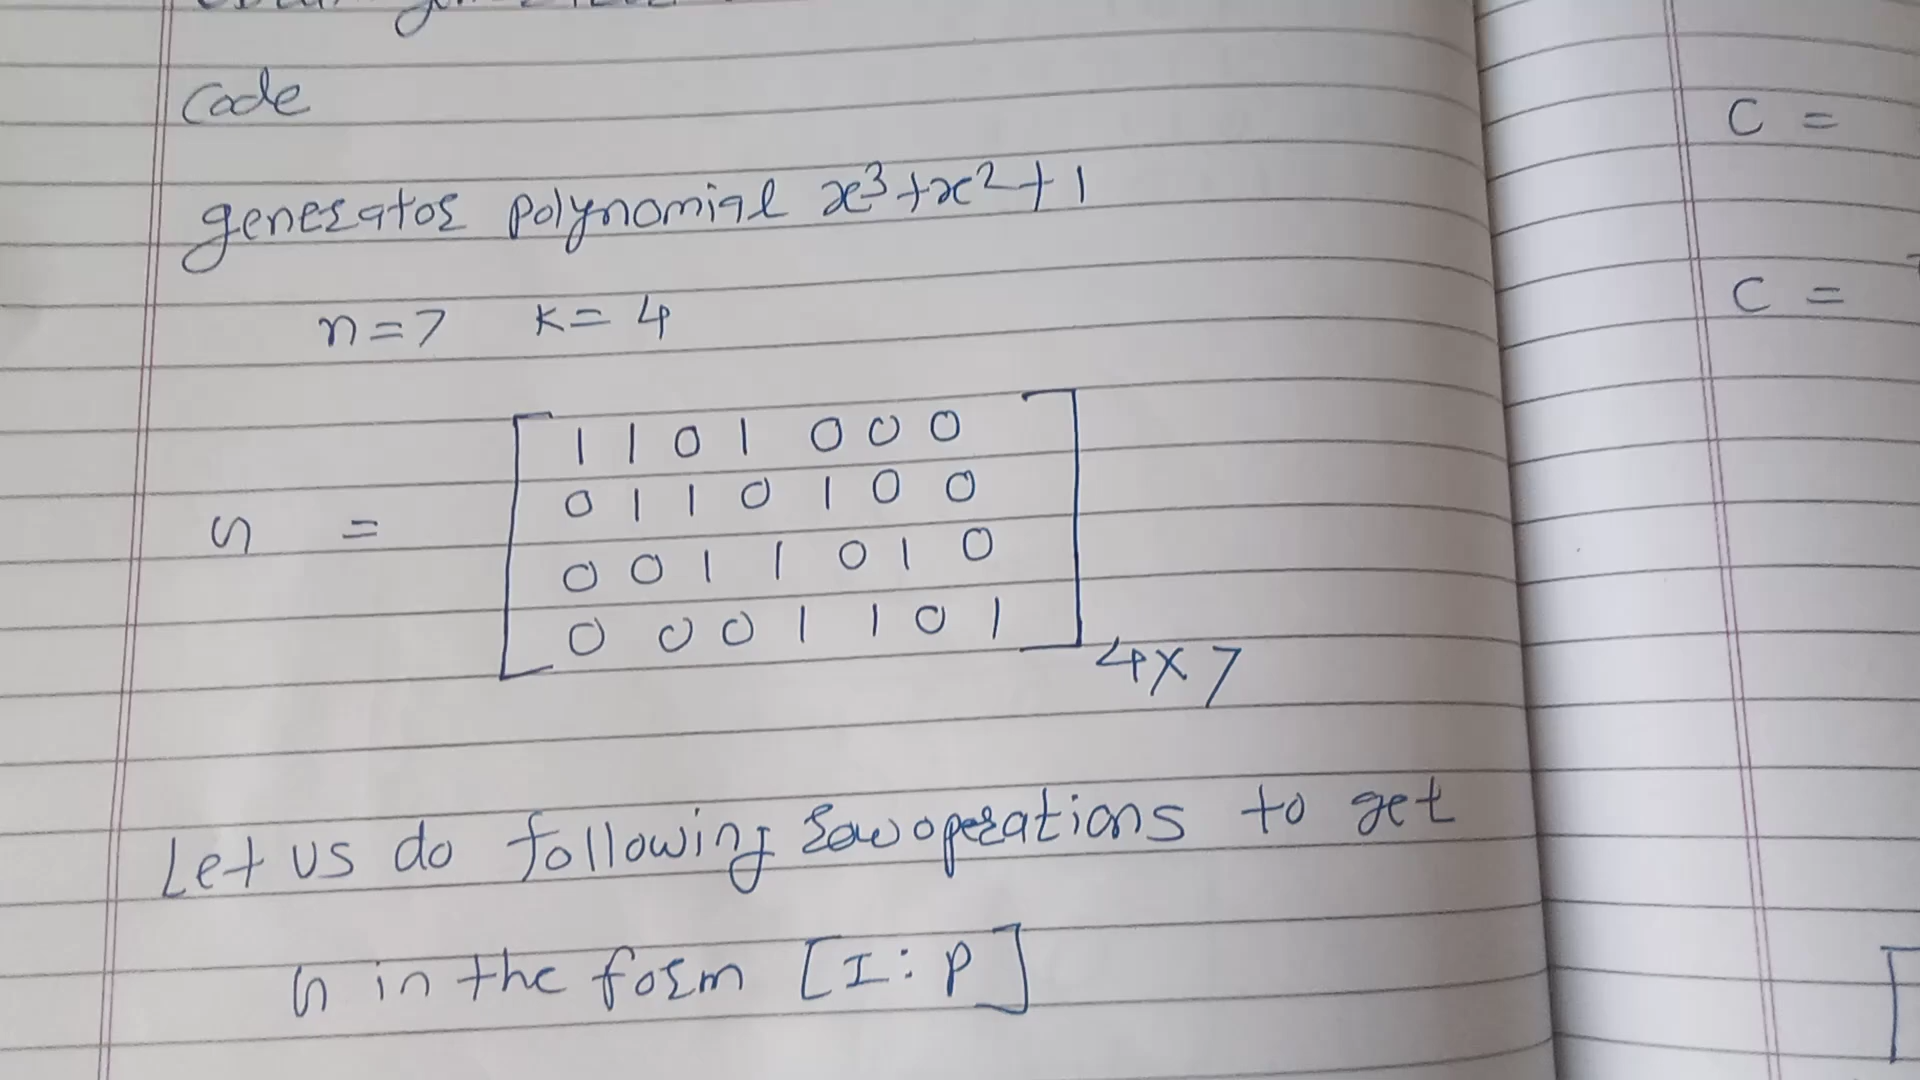 code
generator polynomial x³+x²+1
n=7 k=4
G =
1 1 0 1 0 0 0
0 1 1 0 1 0 0
0 0 1 1 0 1 0
0 0 0 1 1 0 1
4×7
Let us do following row operations to get
G in the form [I:P]
C =
C =